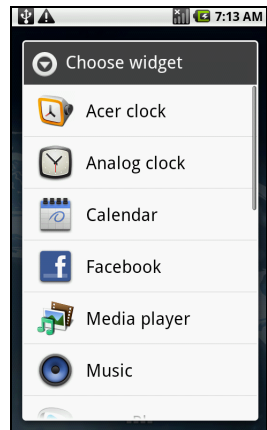 7:13 AM
Choose widget
Acer clock
Analog clock
Calendar
Facebook
Media player
Music